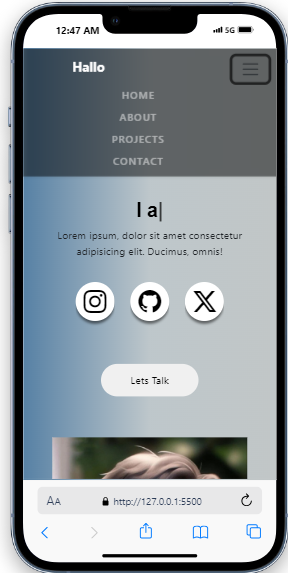 12:47 AM
5G
Hallo
HOME
ABOUT
PROJECTS
CONTACT
I a|
Lorem ipsum, dolor sit amet consectetur
adipisicing elit. Ducimus, omnis!
Lets Talk
AA
http://127.0.0.1:5500